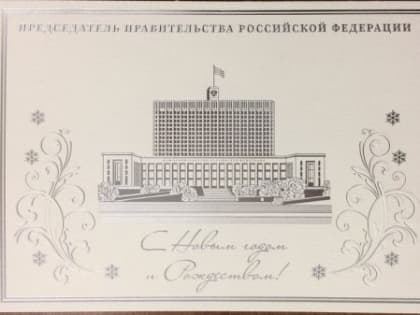 ПРЕДСЕДАТЕЛЬ ПРАВИТЕЛЬСТВА РОССИЙСКОЙ ФЕДЕРАЦИИ
С Новым годом
и Рождеством!